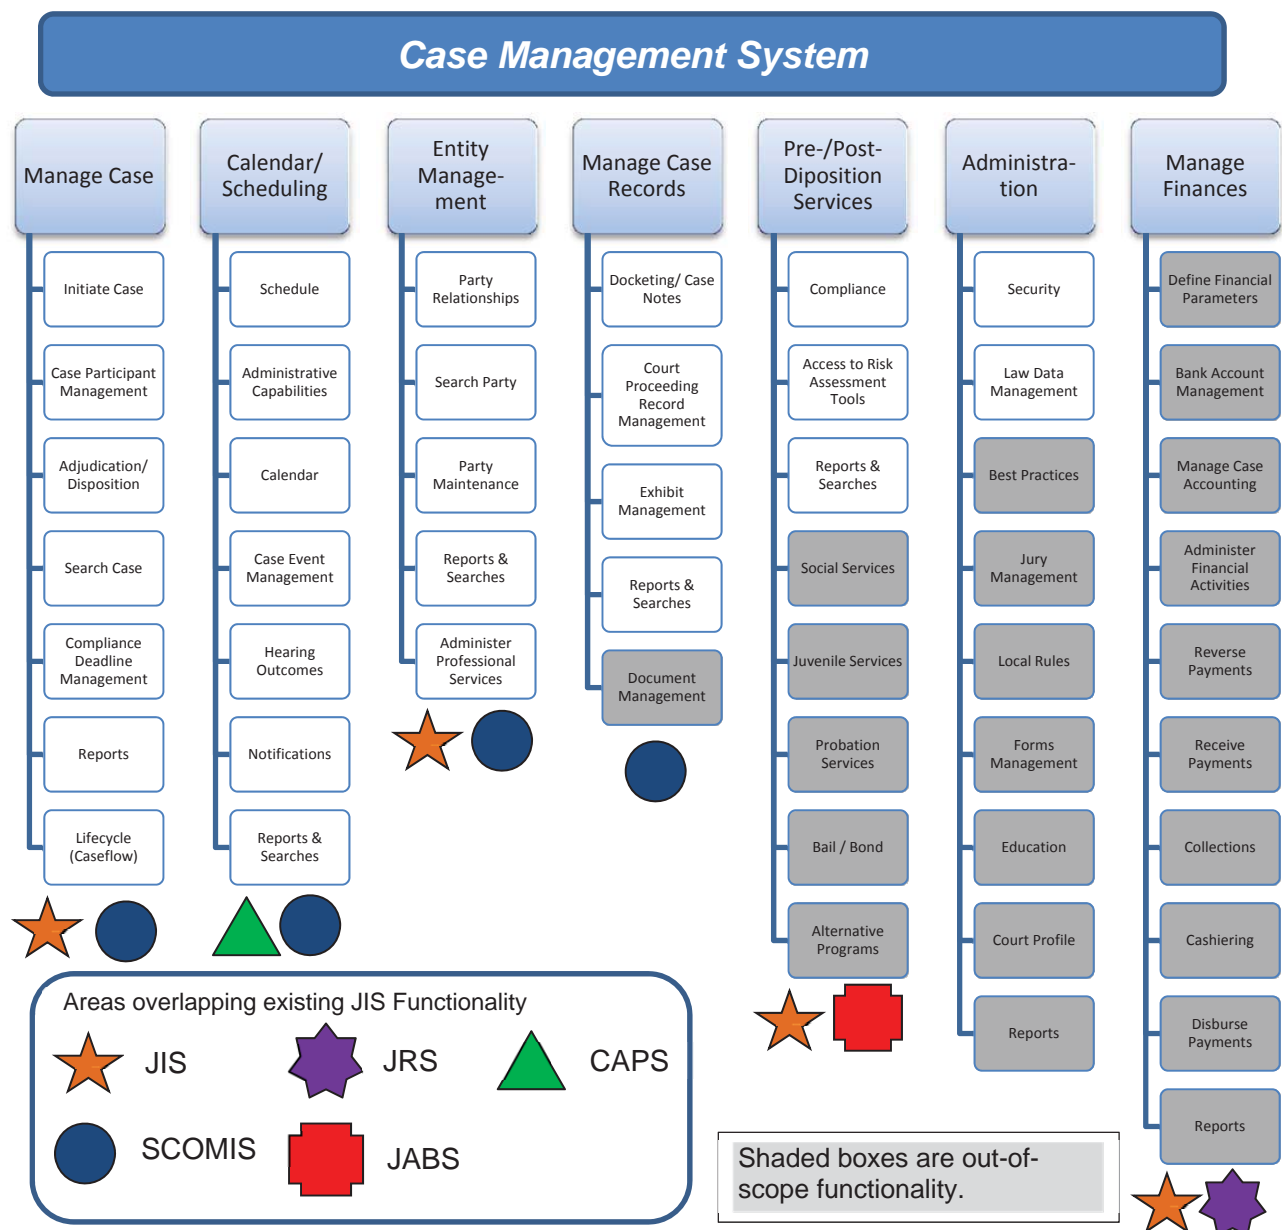 Case Management System
Manage Case
Initiate Case
Case Participant
Management
Adjudication/
Disposition
Search Case
Compliance
Deadline
Management
Reports
Lifecycle
(Caseflow)
Calendar/
Scheduling
Schedule
Administrative
Capabilities
Calendar
Case Event
Management
Hearing
Outcomes
Notifications
Reports &
Searches
Entity
Manage-
ment
Party
Relationships
Search Party
Party
Maintenance
Reports &
Searches
Administer
Professional
Services
Manage Case
Records
Docketing/ Case
Notes
Court
Proceeding
Record
Management
Exhibit
Management
Reports &
Searches
Document
Management
Pre-/Post-
Diposition
Services
Compliance
Access to Risk
Assessment
Tools
Reports &
Searches
Social Services
Juvenile Services
Probation
Services
Bail / Bond
Alternative
Programs
Administra-
tion
Security
Law Data
Management
Best Practices
Jury
Management
Local Rules
Forms
Management
Education
Court Profile
Reports
Manage
Finances
Define Financial
Parameters
Bank Account
Management
Manage Case
Accounting
Administer
Financial
Activities
Reverse
Payments
Receive
Payments
Collections
Cashiering
Disburse
Payments
Reports
Areas overlapping existing JIS Functionality
JIS
JRS
CAPS
SCOMIS
JABS
Shaded boxes are out-of-
scope functionality.